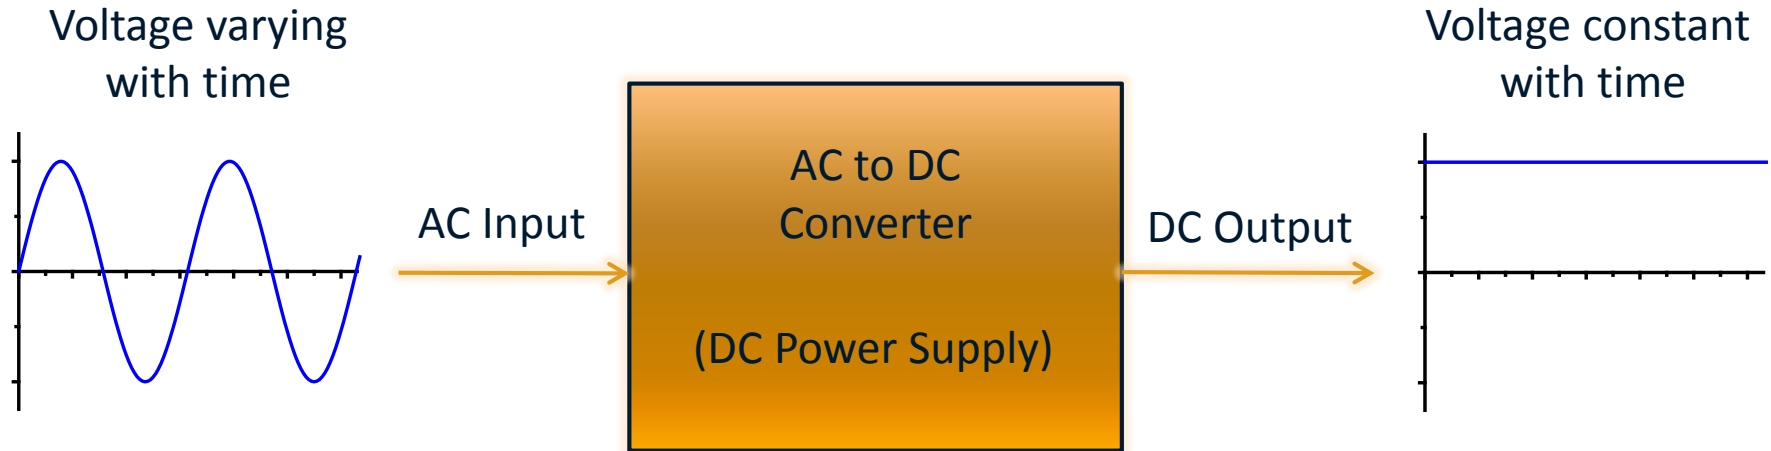 Voltage varying
with time
AC Input
AC to DC
Converter
(DC Power Supply)
DC Output
Voltage constant
with time